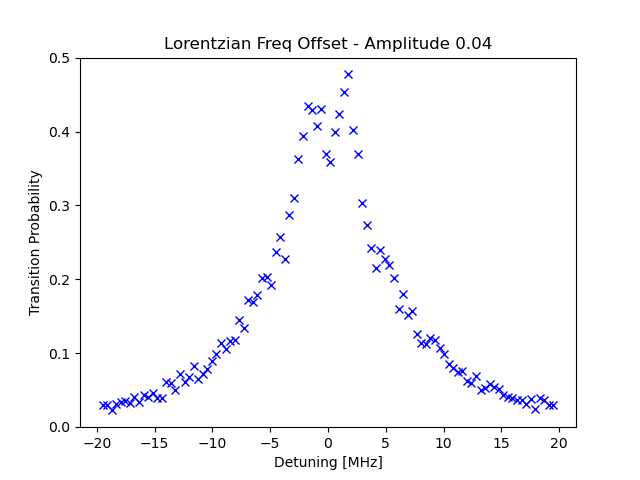 Lorentzian Freq Offset - Amplitude 0.04
Transition Probability
0.5
0.4
0.3
0.2
0.1
0.0
−20 −15 −10 −5 0 5 10 15 20
Detuning [MHz]